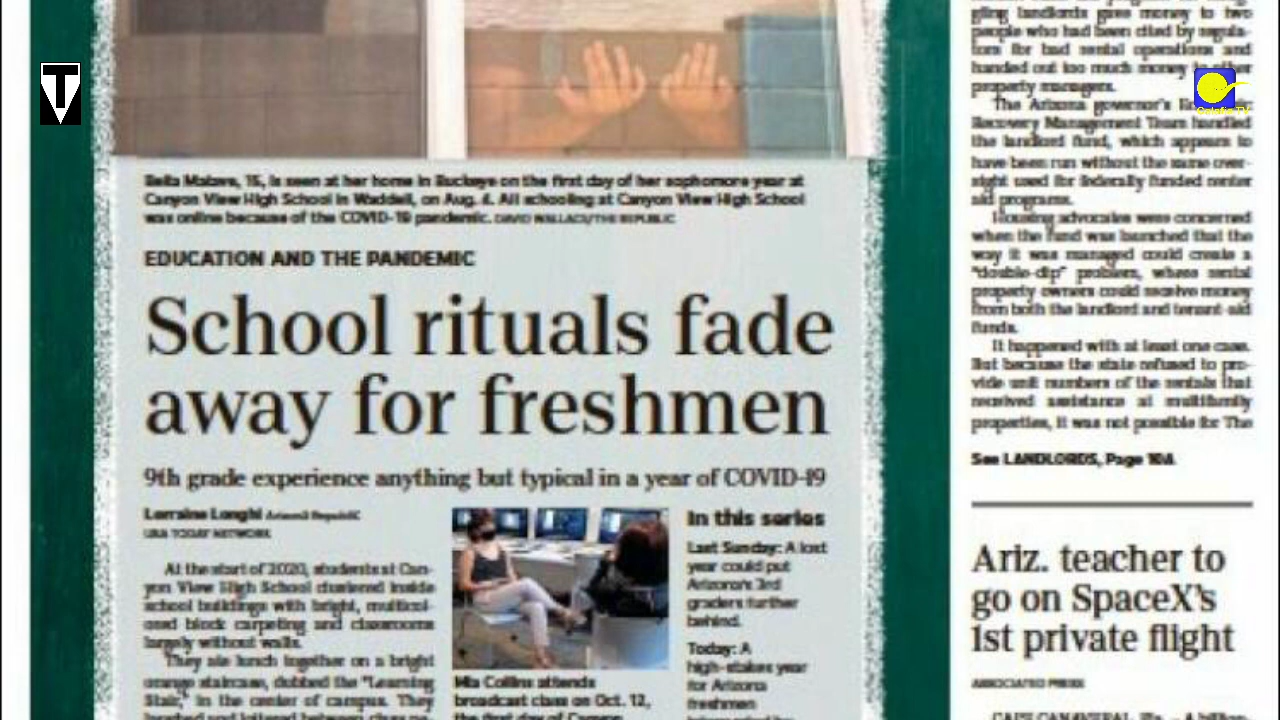 T
gling landlords gave money to two
people who had been cited by regula-
tors for bad rental operations and
handed out too much money to other
property managers.
The Arizona governor's
Recovery Management Team handled
the landlord fund, which appears to
have been run without the same over-
sight used for federally funded renter
aid programs.
Housing advocates were concerned
when the fund was launched that the
way it was managed could create a
"double-dip" problem, where rental
property owners could receive money
from both the landlord and tenant-aid
funds.
It happened with at least one case.
But because the state refused to pro-
vide unit numbers of the rentals that
received assistance at multifamily
properties, it was not possible for The
See LANDLORDS, Page 10A
Ariz. teacher to
go on SpaceX's
1st private flight
ASSOCIATED PRESS
CAPE CANAVERAL, Fla.
Bella Matave, 15, is seen at her home in Buckeye on the first day of her sophomore year at
Canyon View High School in Waddell, on Aug. 4. All schooling at Canyon View High School
was online because of the COVID-19 pandemic. DAVID WALLACE/THE REPUBLIC
EDUCATION AND THE PANDEMIC
School rituals fade
away for freshmen
9th grade experience anything but typical in a year of COVID-19
Lorraine Longhi Arizona Republic
USA TODAY NETWORK
At the start of 2020, students at Can-
yon View High School clustered inside
school buildings with bright, multicol-
ored block carpeting and classrooms
largely without walls.
They ate lunch together on a bright
orange staircase, dubbed the "Learning
Stair," in the center of campus. They
Mia Collins attends
broadcast class on Oct. 12,
the first day of
In this series
Last Sunday: A lost
year could put
Arizona's 3rd
graders further
behind.
Today: A
high-stakes year
for Arizona
freshmen